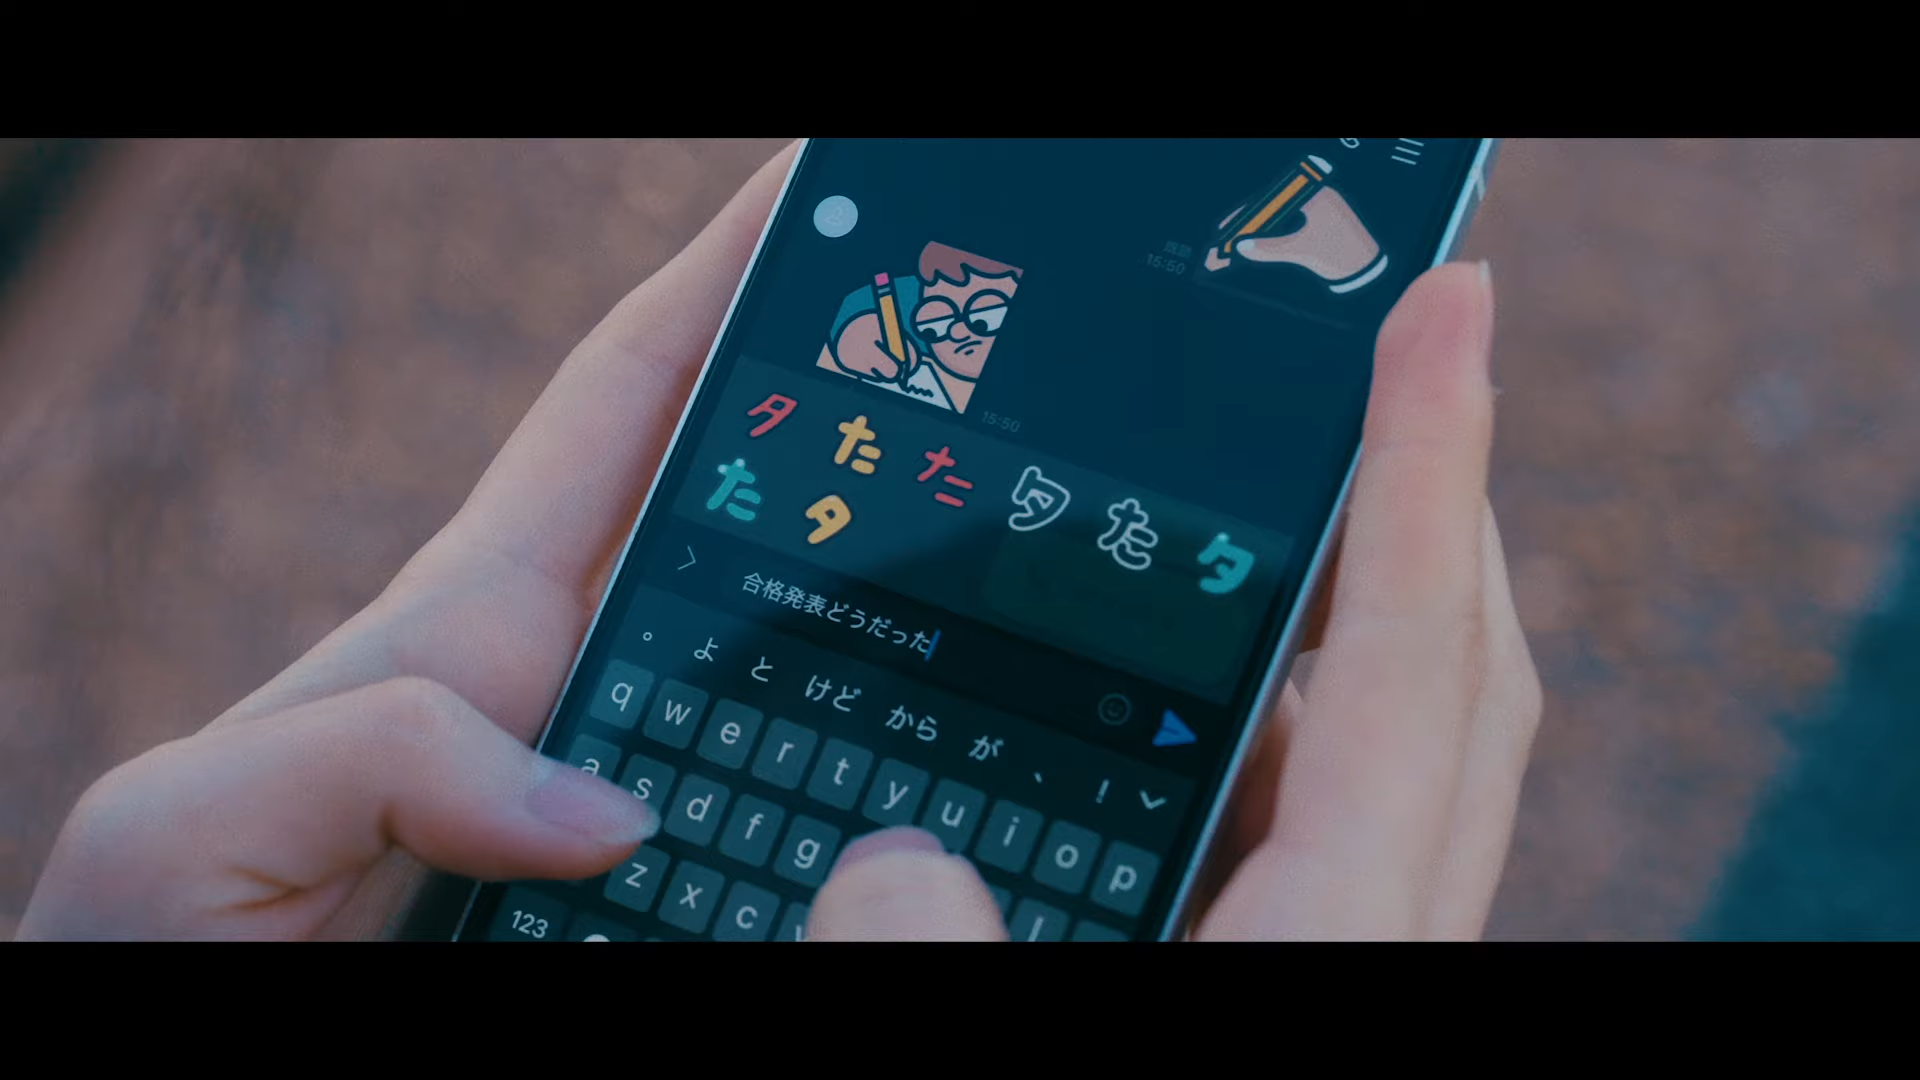 既読
15:50
15:50
タ た た タ た タ
た タ
合格発表どうだった
。 よ と けど から が 、 !
q w e r t y u i o p
a s d f g l
z x c
123